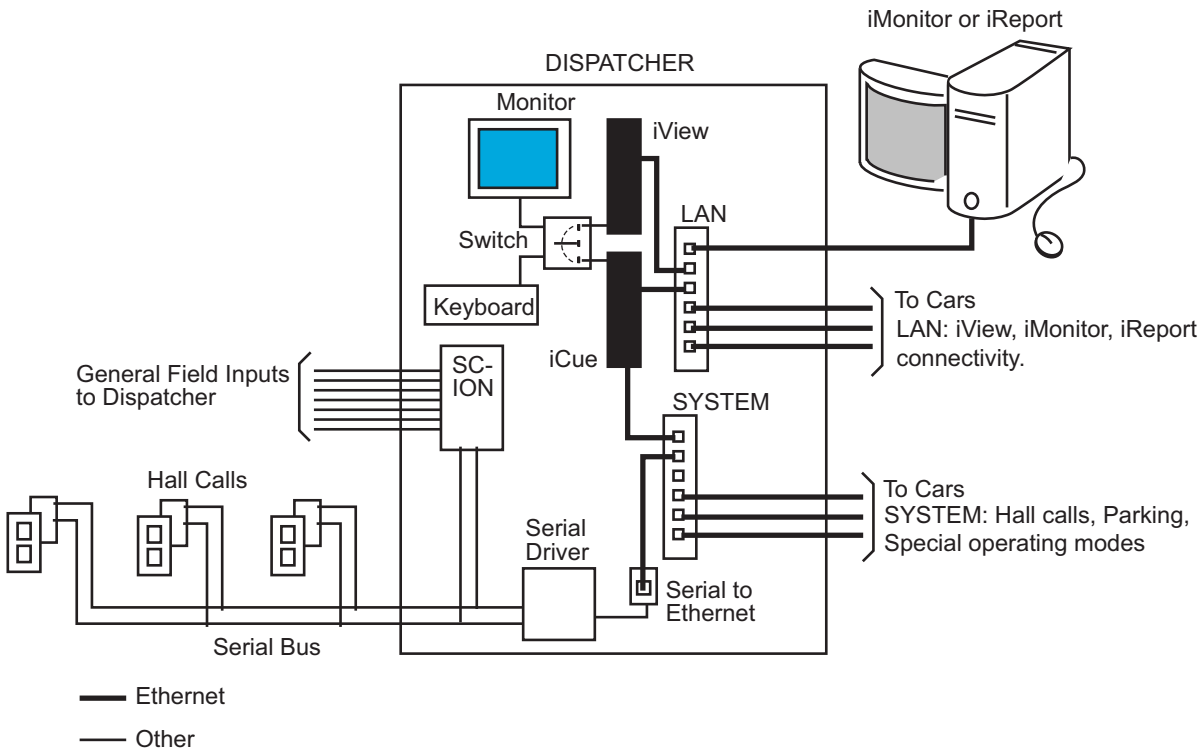 iMonitor or iReport
DISPATCHER
Monitor
iView
LAN
Switch
Keyboard
iCue
To Cars
LAN: iView, iMonitor, iReport
connectivity.
General Field Inputs
to Dispatcher
SC-
ION
SYSTEM
Hall Calls
To Cars
SYSTEM: Hall calls, Parking,
Special operating modes
Serial
Driver
Serial to
Ethernet
Serial Bus
Ethernet
Other